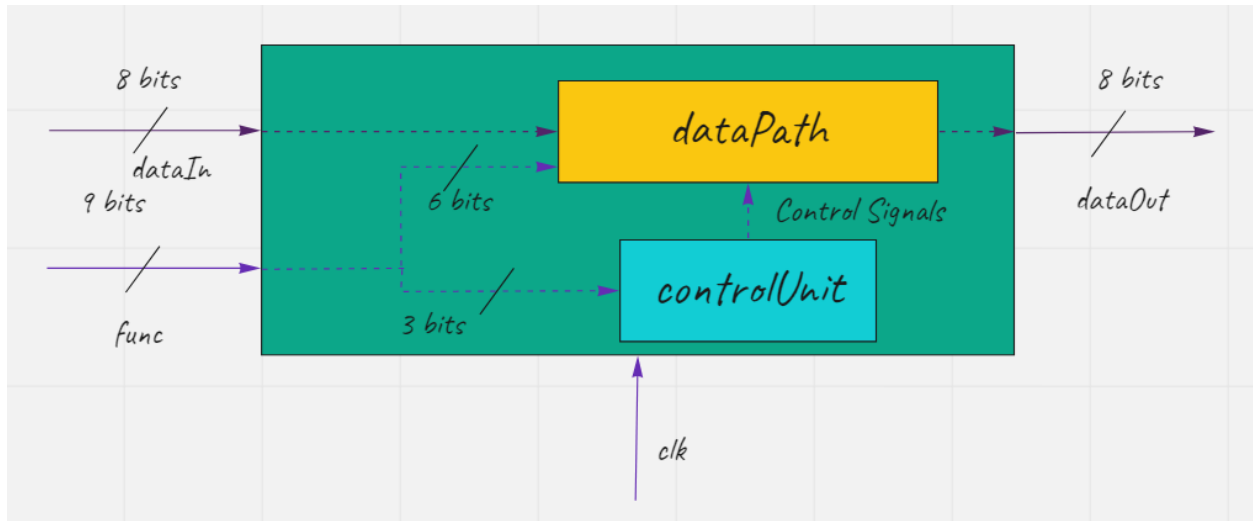 8 bits
8 bits
dataPath
dataIn
9 bits
6 bits
dataOut
Control Signals
controlUnit
func
3 bits
clk